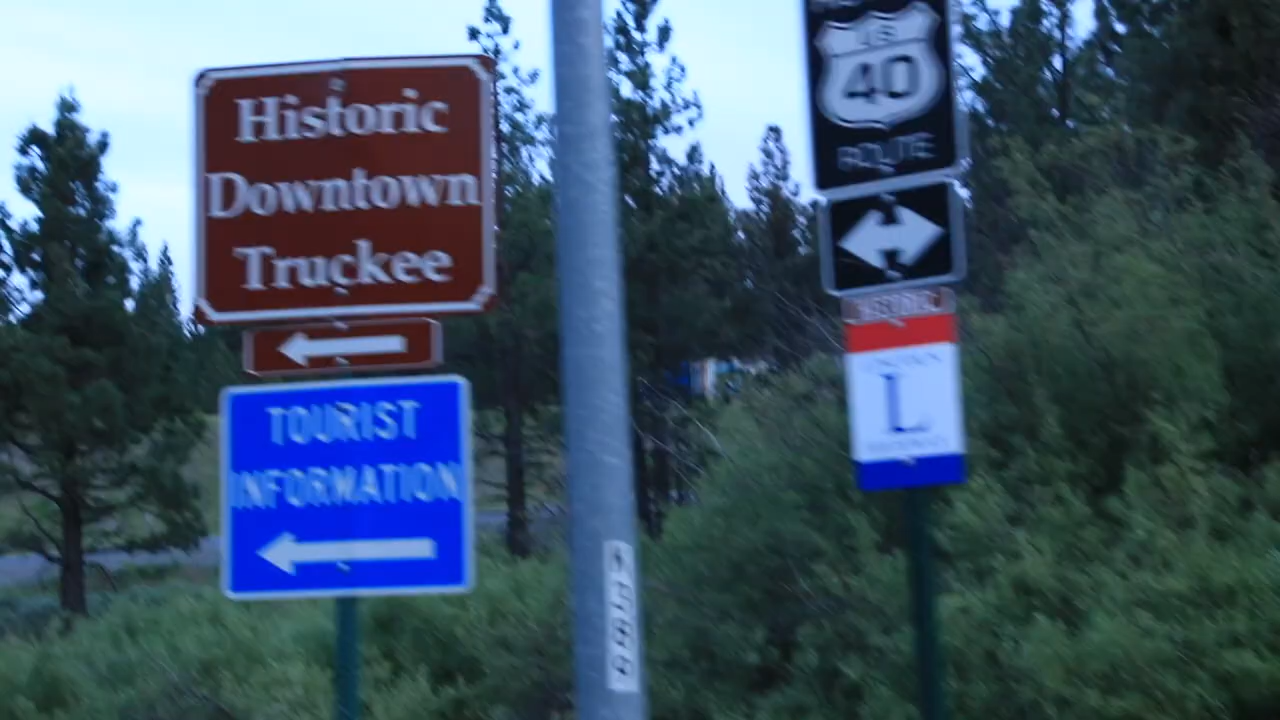 Historic
Downtown
Truckee
TOURIST
INFORMATION
US
40
ROUTE
L